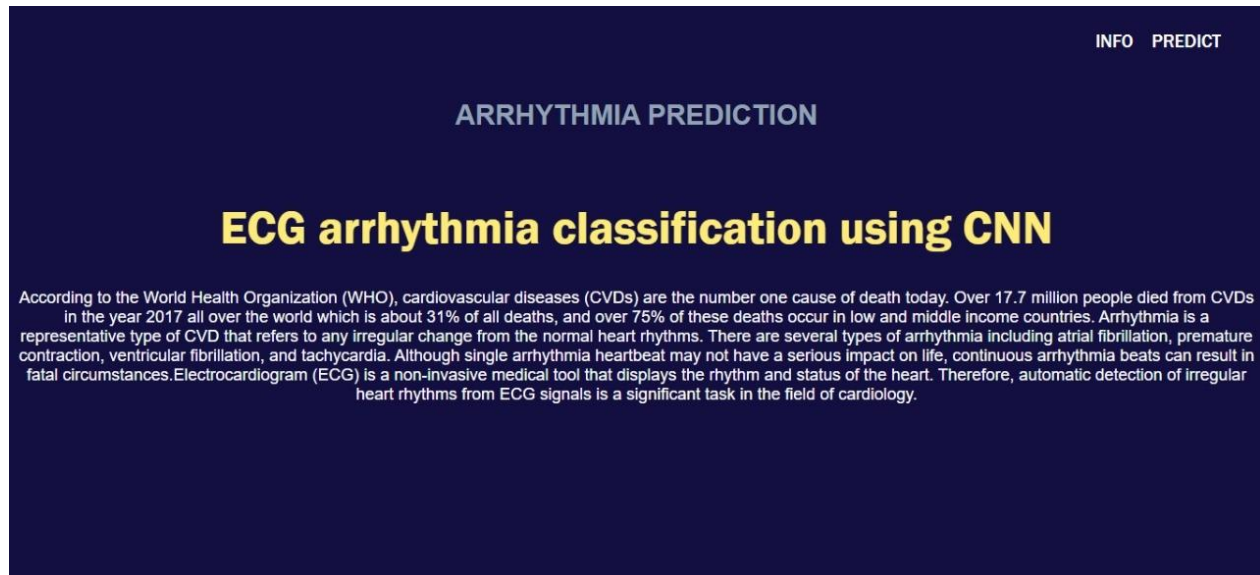 INFO PREDICT
ARRHYTHMIA PREDICTION
ECG arrhythmia classification using CNN
According to the World Health Organization (WHO), cardiovascular diseases (CVDs) are the number one cause of death today. Over 17.7 million people died from CVDs
in the year 2017 all over the world which is about 31% of all deaths, and over 75% of these deaths occur in low and middle income countries. Arrhythmia is a
representative type of CVD that refers to any irregular change from the normal heart rhythms. There are several types of arrhythmia including atrial fibrillation, premature
contraction, ventricular fibrillation, and tachycardia. Although single arrhythmia heartbeat may not have a serious impact on life, continuous arrhythmia beats can result in
fatal circumstances.Electrocardiogram (ECG) is a non-invasive medical tool that displays the rhythm and status of the heart. Therefore, automatic detection of irregular
heart rhythms from ECG signals is a significant task in the field of cardiology.